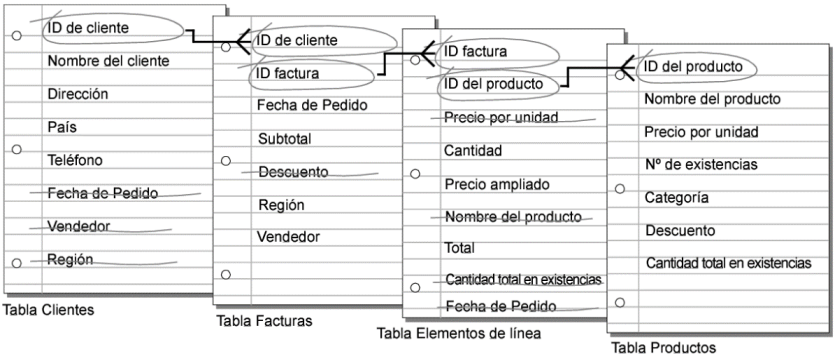 ID de cliente
Nombre del cliente
Dirección
País
Teléfono
Fecha de Pedido
Vendedor
Región
Tabla Clientes
ID de cliente
ID factura
Fecha de Pedido
Subtotal
Descuento
Región
Vendedor
Tabla Facturas
ID factura
ID del producto
Precio por unidad
Cantidad
Precio ampliado
Nombre del producto
Total
Cantidad total en existencias
Fecha de Pedido
Tabla Elementos de línea
ID del producto
Nombre del producto
Precio por unidad
Nº de existencias
Categoría
Descuento
Cantidad total en existencias
Tabla Productos